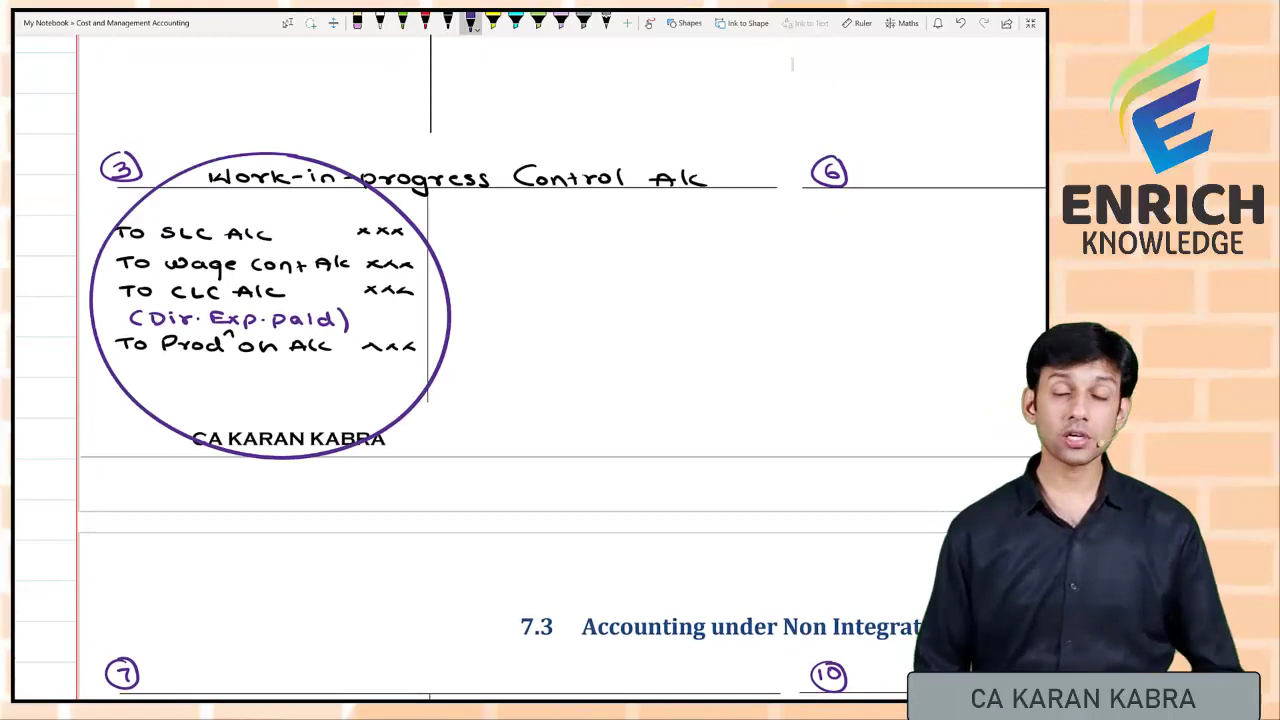 My Notebook » Cost and Management Accounting
Shapes
Ink to Shape
Ink to Text
Ruler
Maths
3
Work-in-progress Control A/c
6
To SLC A/c xxx
To Wage Cont A/c xxx
To CLC A/c xxx
(Dir. Exp. paid)
To Prod^n OH A/c xxx
CA KARAN KABRA
7.3 Accounting under Non Integrat
7
10
ENRICH
KNOWLEDGE
CA KARAN KABRA